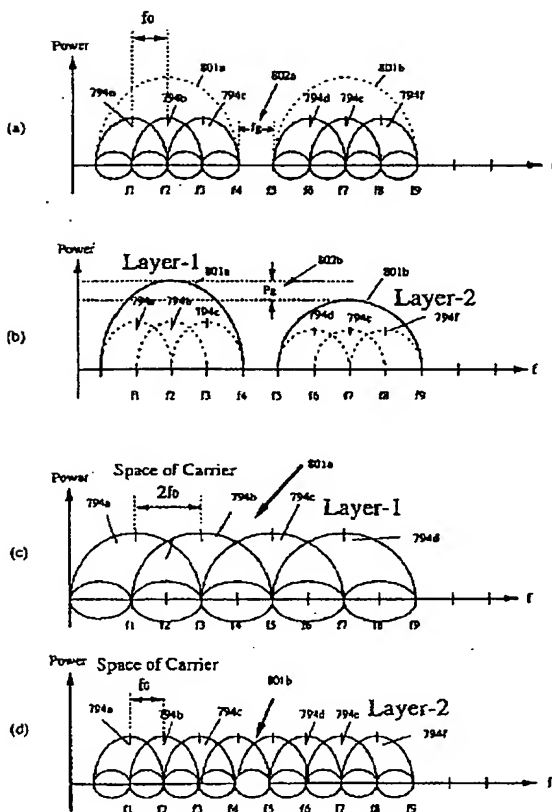 f0
Power
801a
802a
801b
794a
794b
794c
794d
794e
794f
fg
(a)
f1 f2 f3 f4 f5 f6 f7 f8 f9
Layer-1
801a
802b
Pg
801b
Layer-2
794a 794b 794c
794d 794e 794f
(b)
f
f1 f2 f3 f4 f5 f6 f7 f8 f9
Space of Carrier
801a
Power
794a
2f0
794b
794c
Layer-1
794d
(c)
f
f1 f2 f3 f4 f5 f6 f7 f8 f9
Power
Space of Carrier
f0
801b
794a
794b
794c
794d
794e
Layer-2
794f
(d)
f
f1 f2 f3 f4 f5 f6 f7 f8 f9